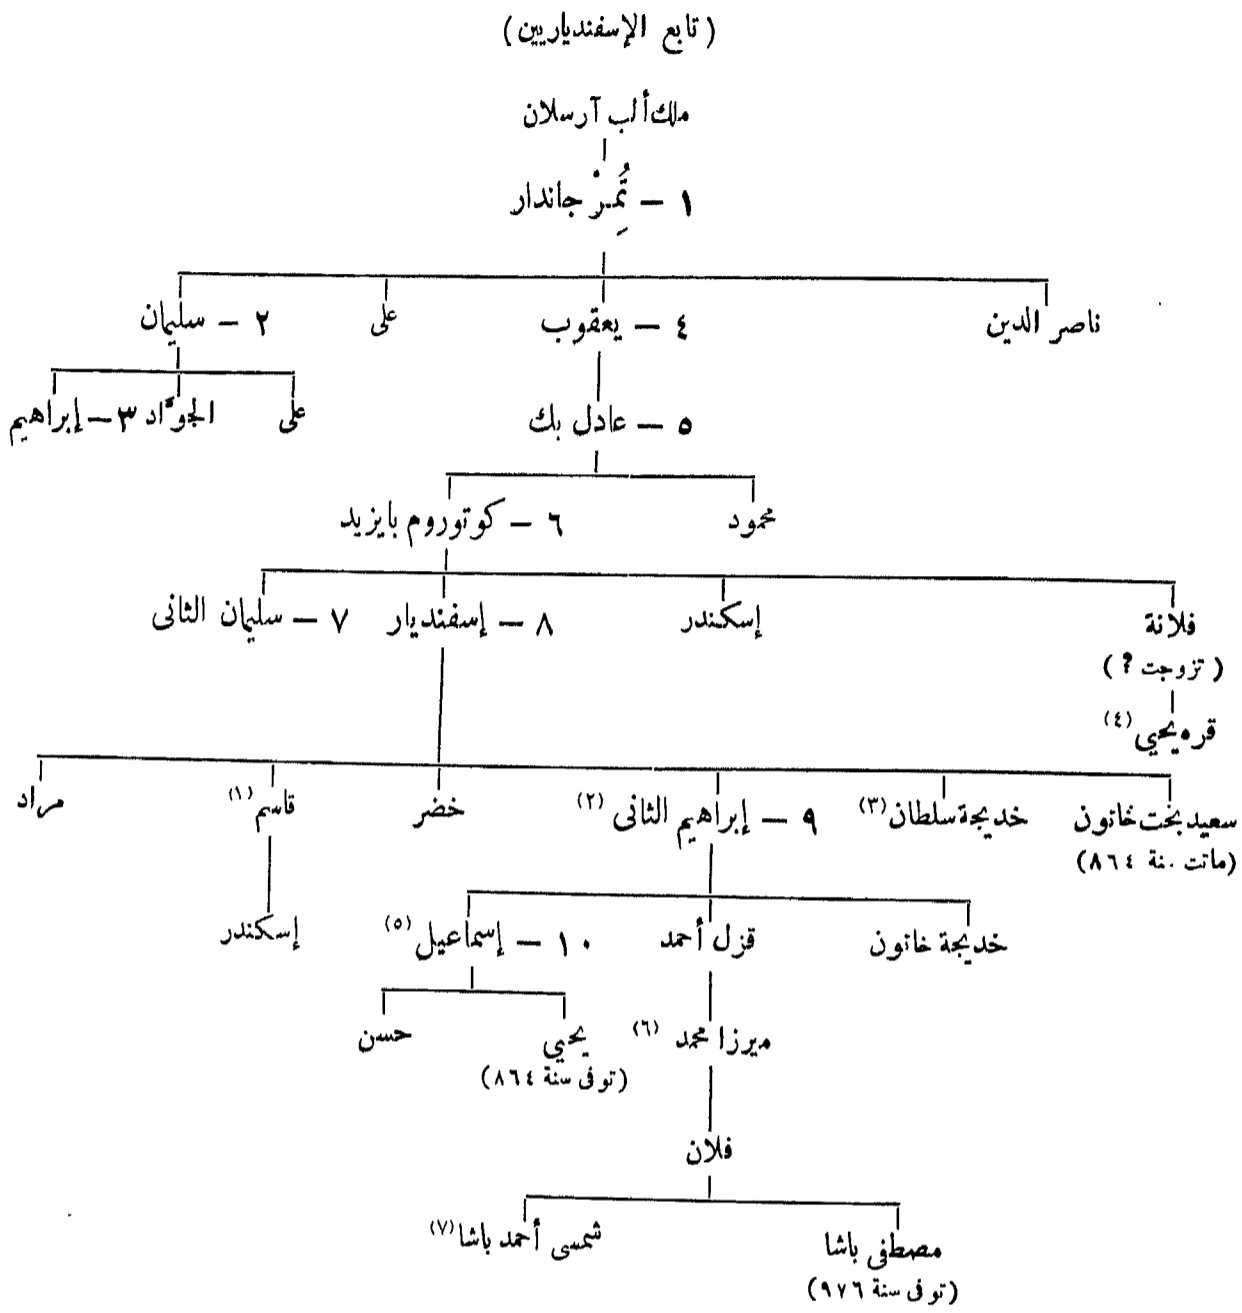 (تابع الإسفندياريين)
ملك ألب آرسلان
١ – تُمِرْ جاندار
ناصر الدين
٤ – يعقوب
على
٢ – سليمان
٥ – عادل بك
على
الجوّاد
٣ – إبراهيم
محمود
٦ – كوتوروم بايزيد
فلانة
(تزوجت ?)
قره يحيى (٤)
إسكندر
٨ – إسفنديار
٧ – سليمان الثانى
سعيد بخت خاتون
(ماتت .نة ٨٦٤)
خديجة سلطان (٣)
٩ – إبراهيم الثانى (٢)
خضر
قاسم (١)
مراد
خديجة خاتون
قزل أحمد
١٠ – إسماعيل (٥)
إسكندر
ميرزا محمد (٦)
يحيى
(توفى سنة ٨٦٤)
حسن
فلان
مصطفى باشا
(توفى سنة ٩٧٦)
شمسى أحمد باشا (٧)